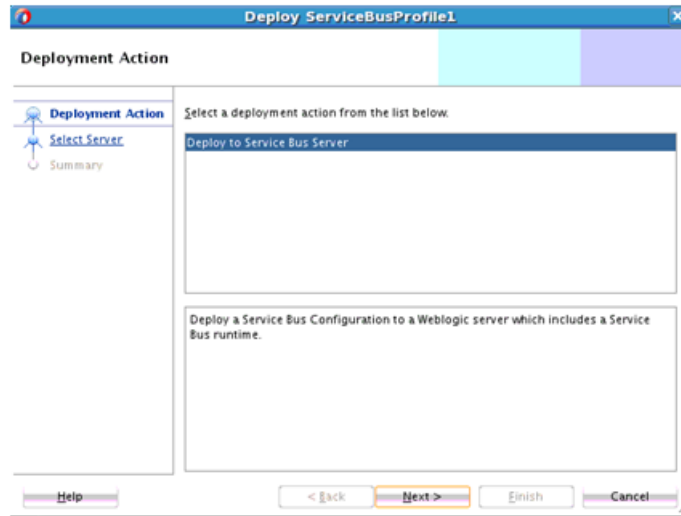 Deploy ServiceBusProfile1
Deployment Action
Deployment Action
Select Server
Summary
Select a deployment action from the list below.
Deploy to Service Bus Server
Deploy a Service Bus Configuration to a Weblogic server which includes a Service
Bus runtime.
Help
< Back
Next >
Finish
Cancel